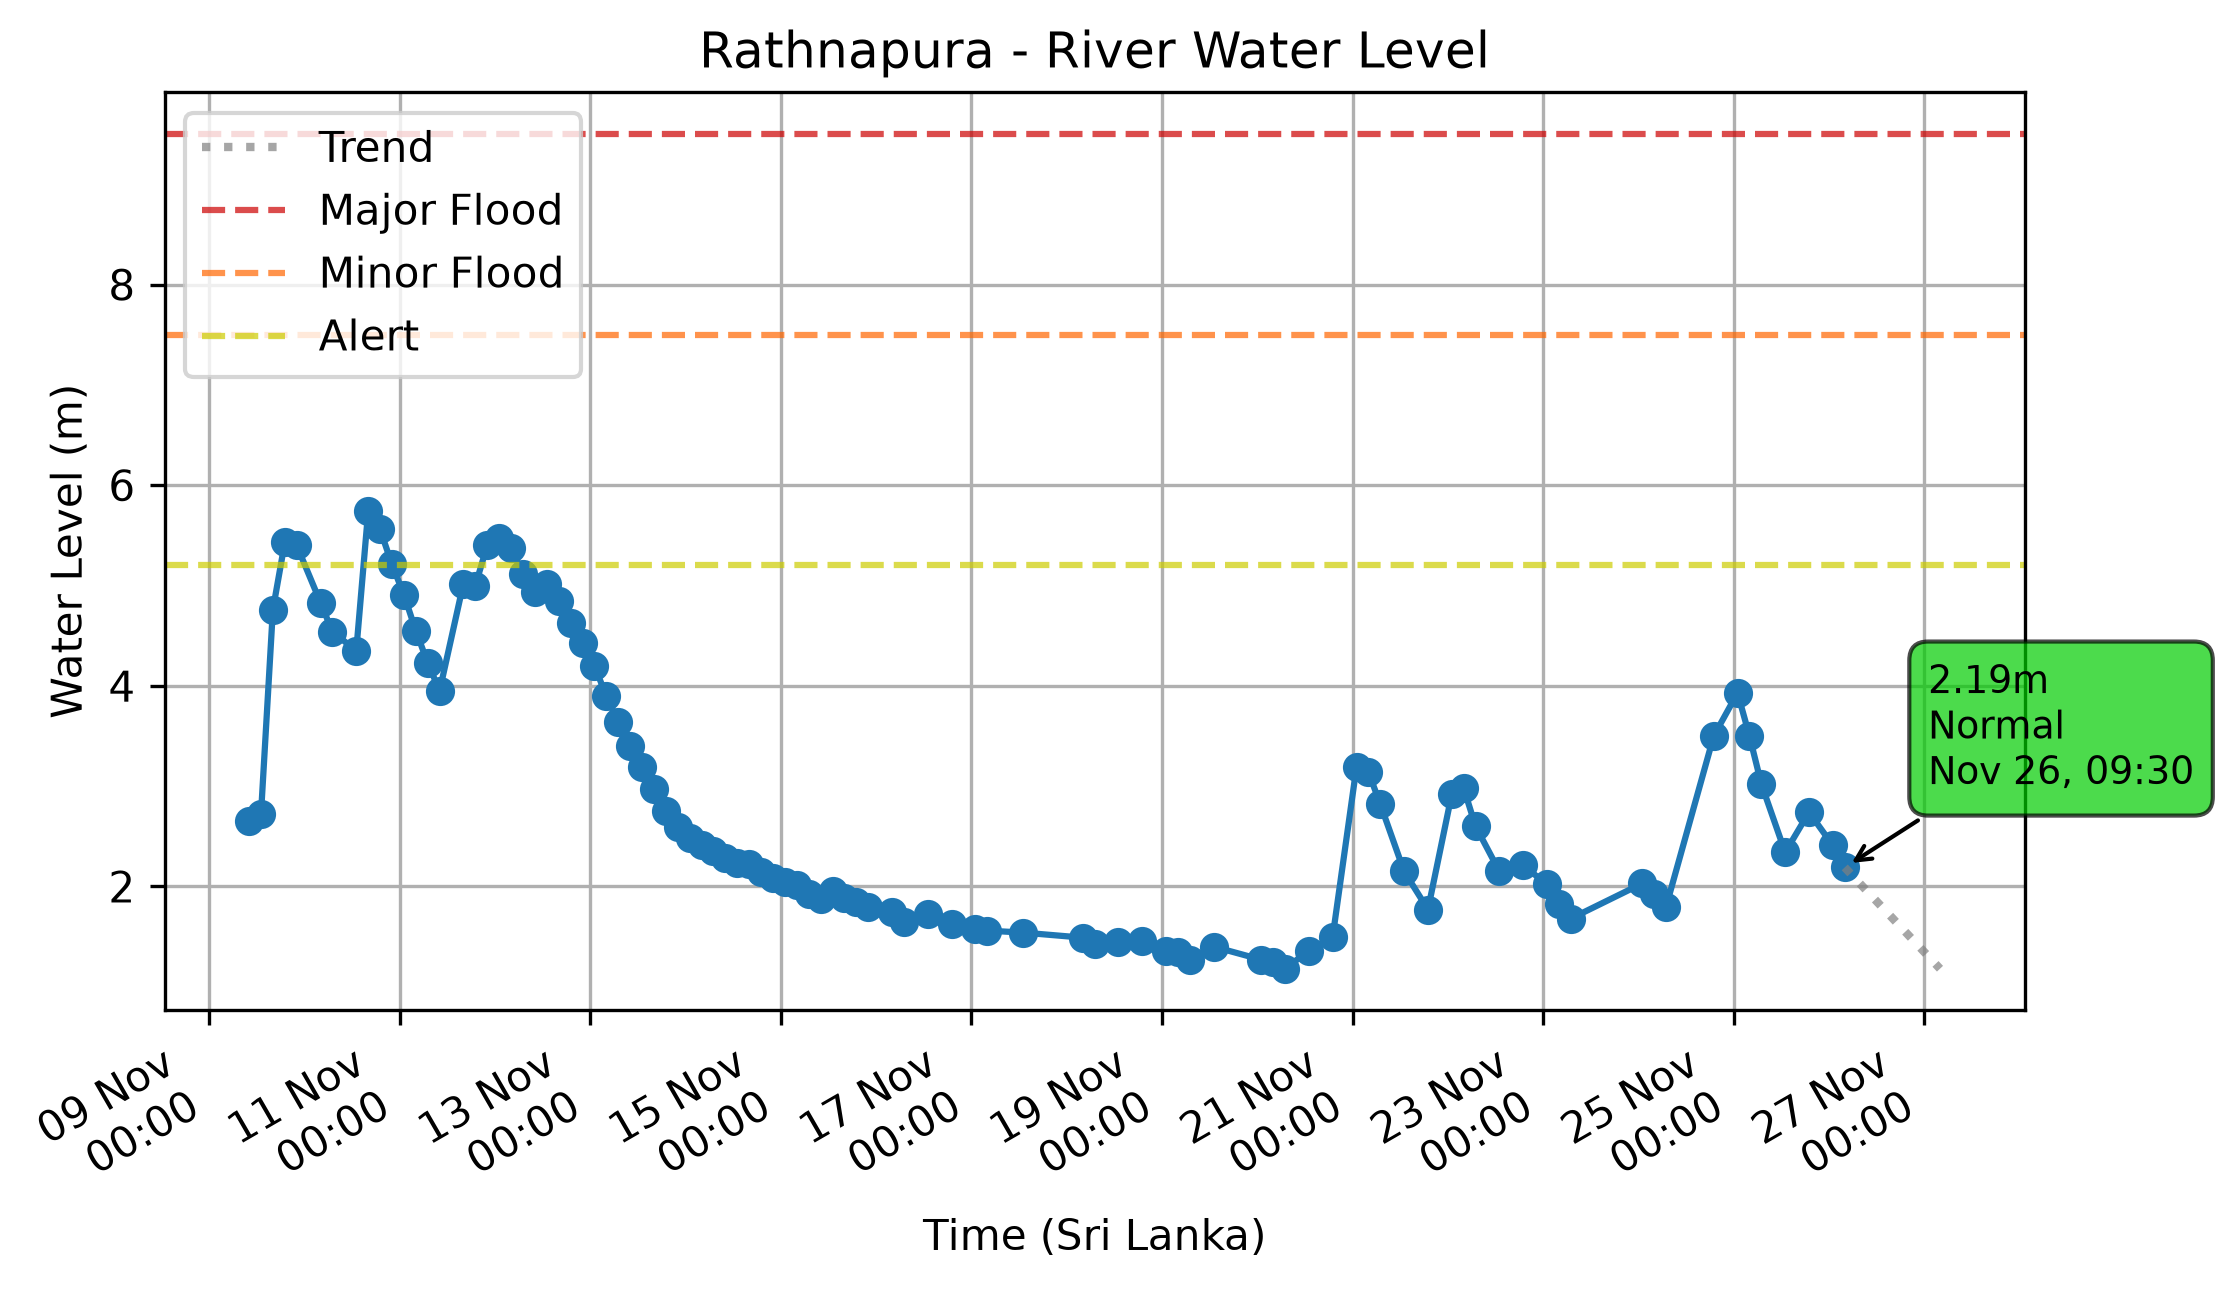 Rathnapura - River Water Level
Trend
Major Flood
Minor Flood
Alert
8
6
4
2
Water Level (m)
2.19m
Normal
Nov 26, 09:30
09 Nov
00:00
11 Nov
00:00
13 Nov
00:00
15 Nov
00:00
17 Nov
00:00
19 Nov
00:00
21 Nov
00:00
23 Nov
00:00
25 Nov
00:00
27 Nov
00:00
Time (Sri Lanka)